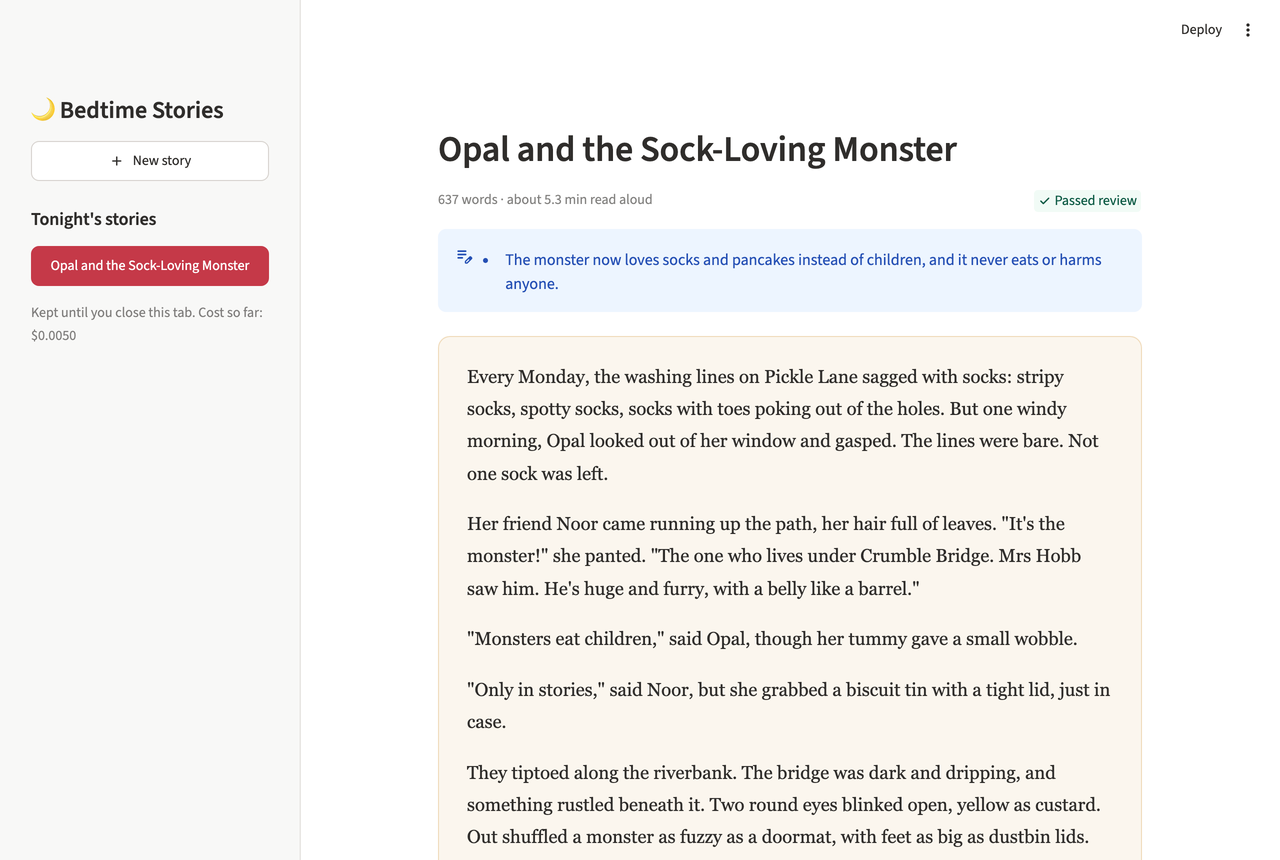 Deploy
🌙 Bedtime Stories
+ New story
Tonight's stories
Opal and the Sock-Loving Monster
Kept until you close this tab. Cost so far:
$0.0050
Opal and the Sock-Loving Monster
637 words · about 5.3 min read aloud
✓ Passed review
• The monster now loves socks and pancakes instead of children, and it never eats or harms
anyone.
Every Monday, the washing lines on Pickle Lane sagged with socks: stripy
socks, spotty socks, socks with toes poking out of the holes. But one windy
morning, Opal looked out of her window and gasped. The lines were bare. Not
one sock was left.
Her friend Noor came running up the path, her hair full of leaves. "It's the
monster!" she panted. "The one who lives under Crumble Bridge. Mrs Hobb
saw him. He's huge and furry, with a belly like a barrel."
"Monsters eat children," said Opal, though her tummy gave a small wobble.
"Only in stories," said Noor, but she grabbed a biscuit tin with a tight lid, just in
case.
They tiptoed along the riverbank. The bridge was dark and dripping, and
something rustled beneath it. Two round eyes blinked open, yellow as custard.
Out shuffled a monster as fuzzy as a doormat, with feet as big as dustbin lids.